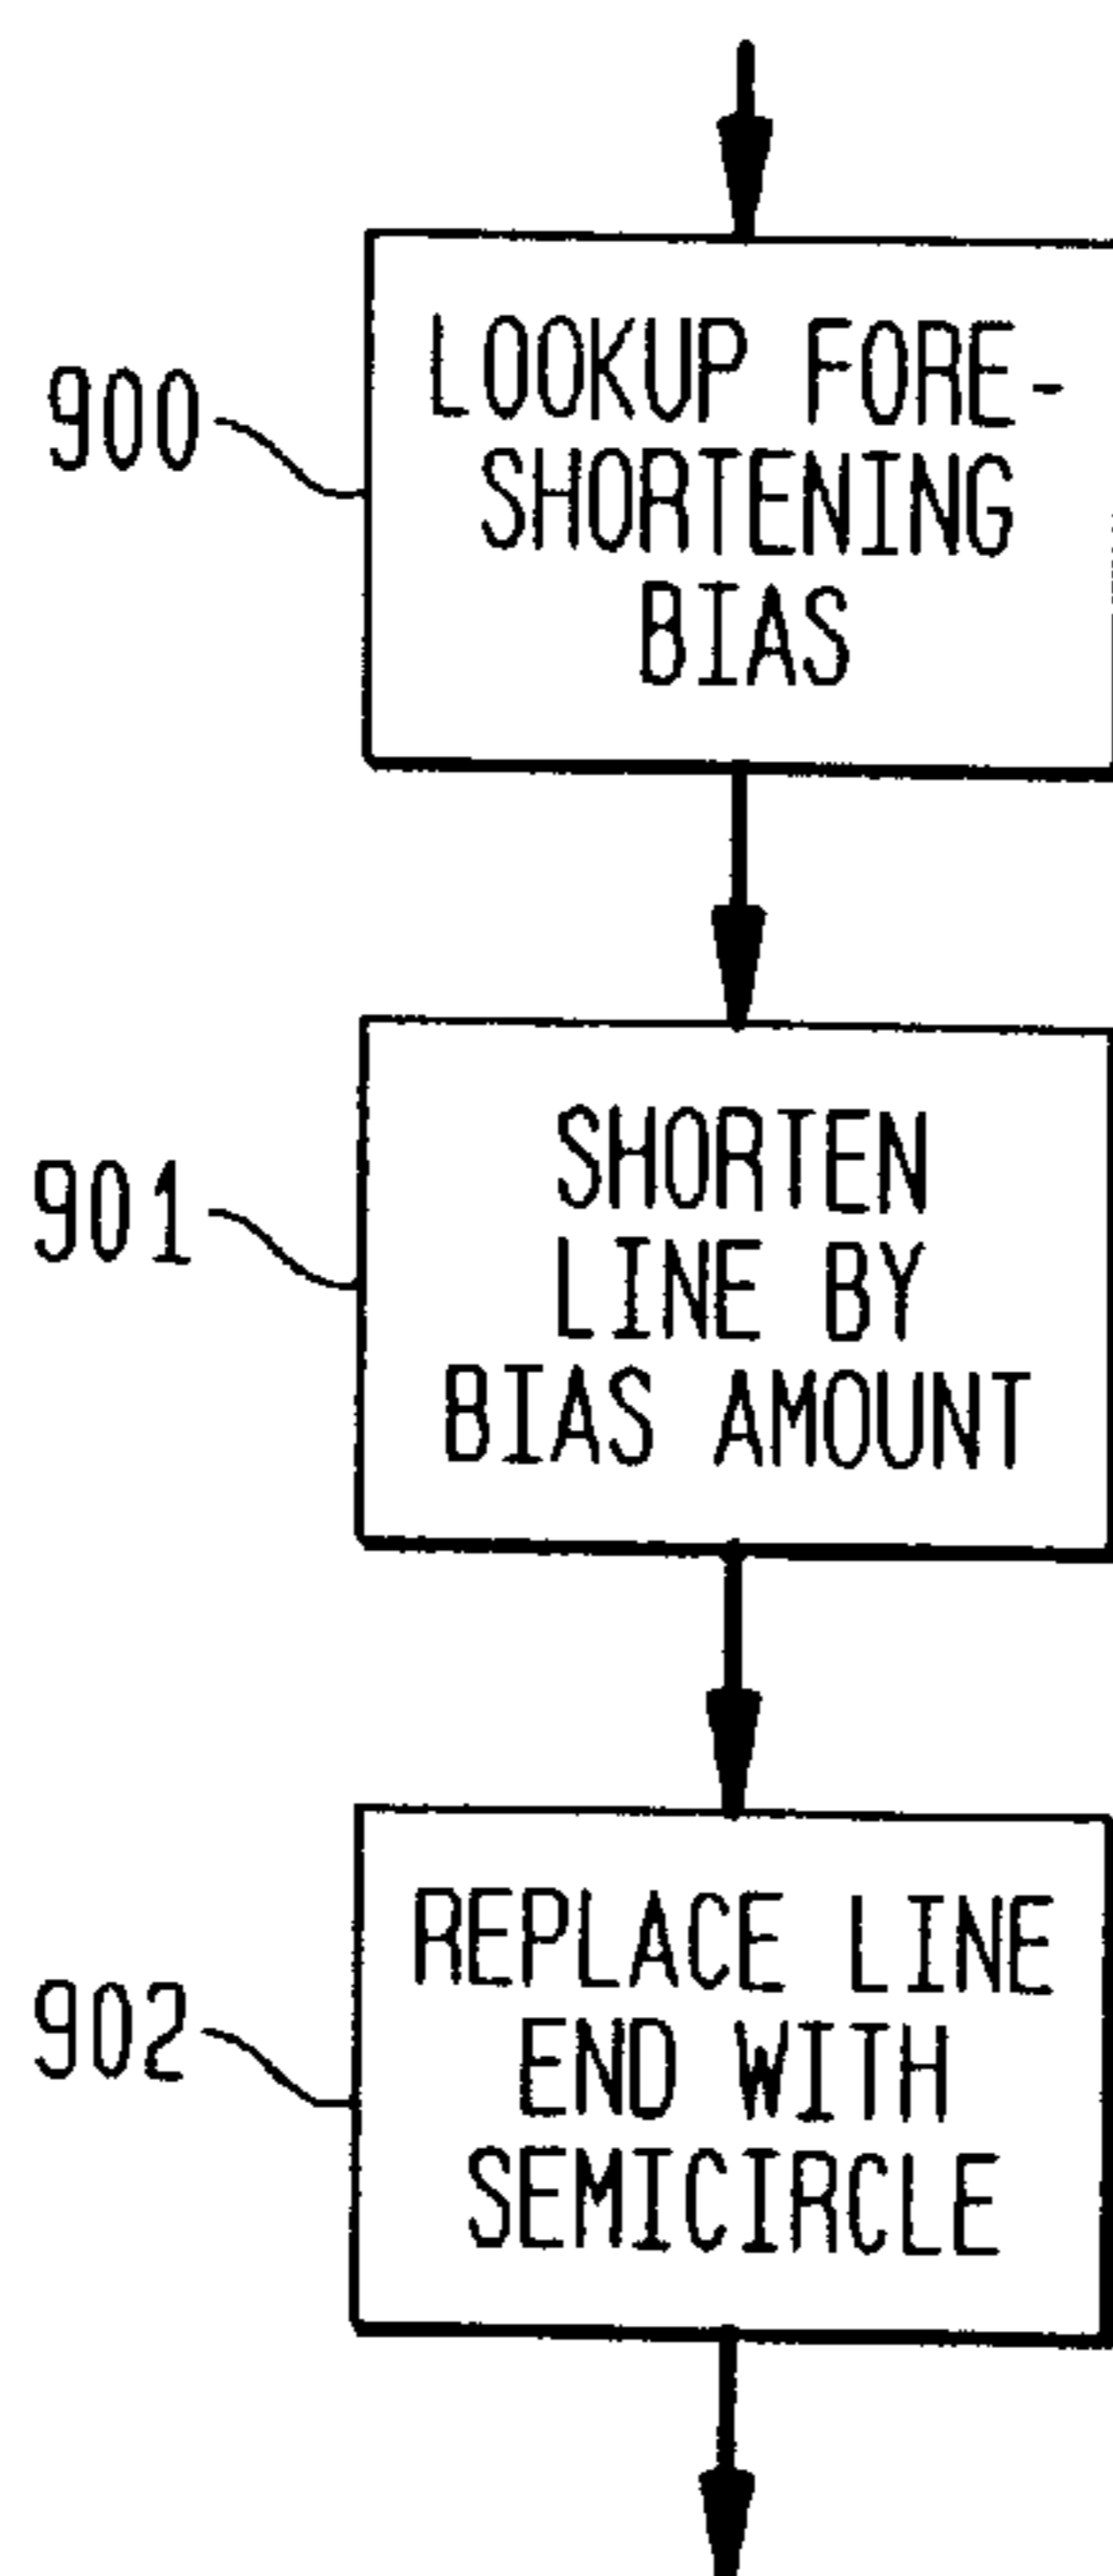 900
LOOKUP FORE-
SHORTENING
BIAS
901
SHORTEN
LINE BY
BIAS AMOUNT
902
REPLACE LINE
END WITH
SEMICIRCLE